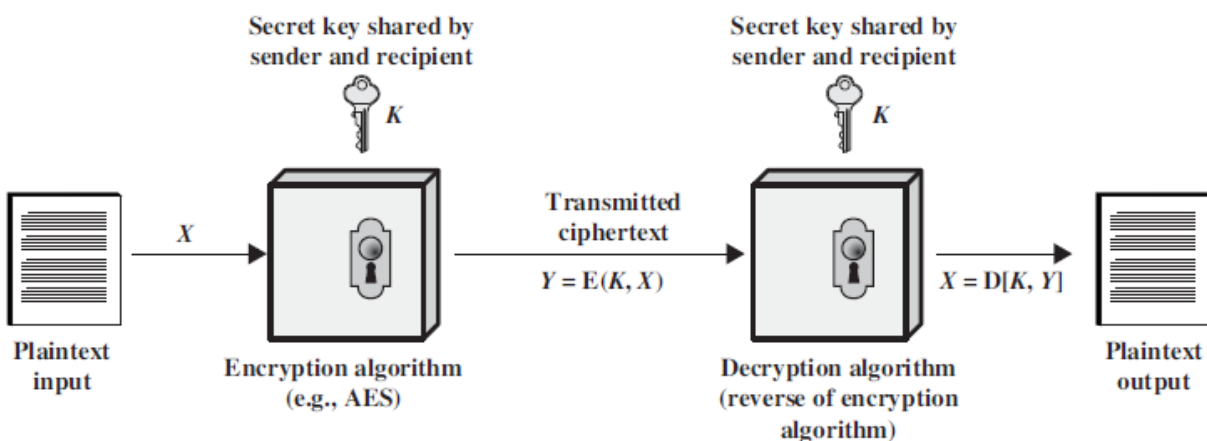 Secret key shared by
sender and recipient
K
Secret key shared by
sender and recipient
K
X
Transmitted
ciphertext
Y = E(K, X)
X = D[K, Y]
Plaintext
input
Encryption algorithm
(e.g., AES)
Decryption algorithm
(reverse of encryption
algorithm)
Plaintext
output